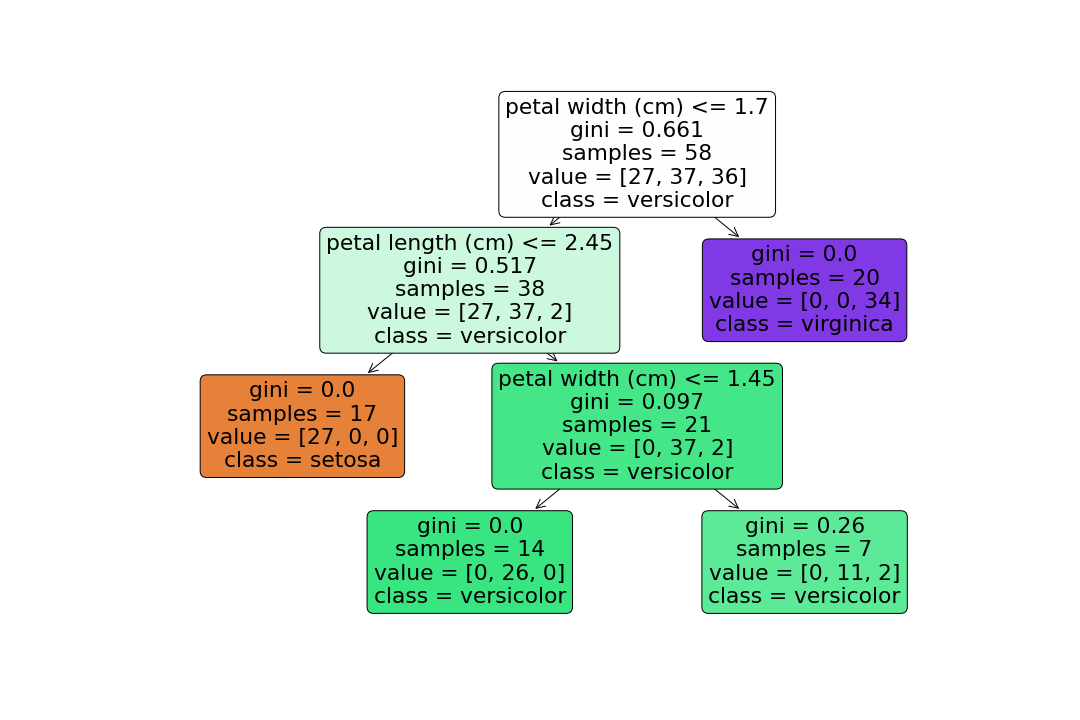 petal width (cm) <= 1.7
gini = 0.661
samples = 58
value = [27, 37, 36]
class = versicolor
petal length (cm) <= 2.45
gini = 0.517
samples = 38
value = [27, 37, 2]
class = versicolor
gini = 0.0
samples = 20
value = [0, 0, 34]
class = virginica
gini = 0.0
samples = 17
value = [27, 0, 0]
class = setosa
petal width (cm) <= 1.45
gini = 0.097
samples = 21
value = [0, 37, 2]
class = versicolor
gini = 0.0
samples = 14
value = [0, 26, 0]
class = versicolor
gini = 0.26
samples = 7
value = [0, 11, 2]
class = versicolor